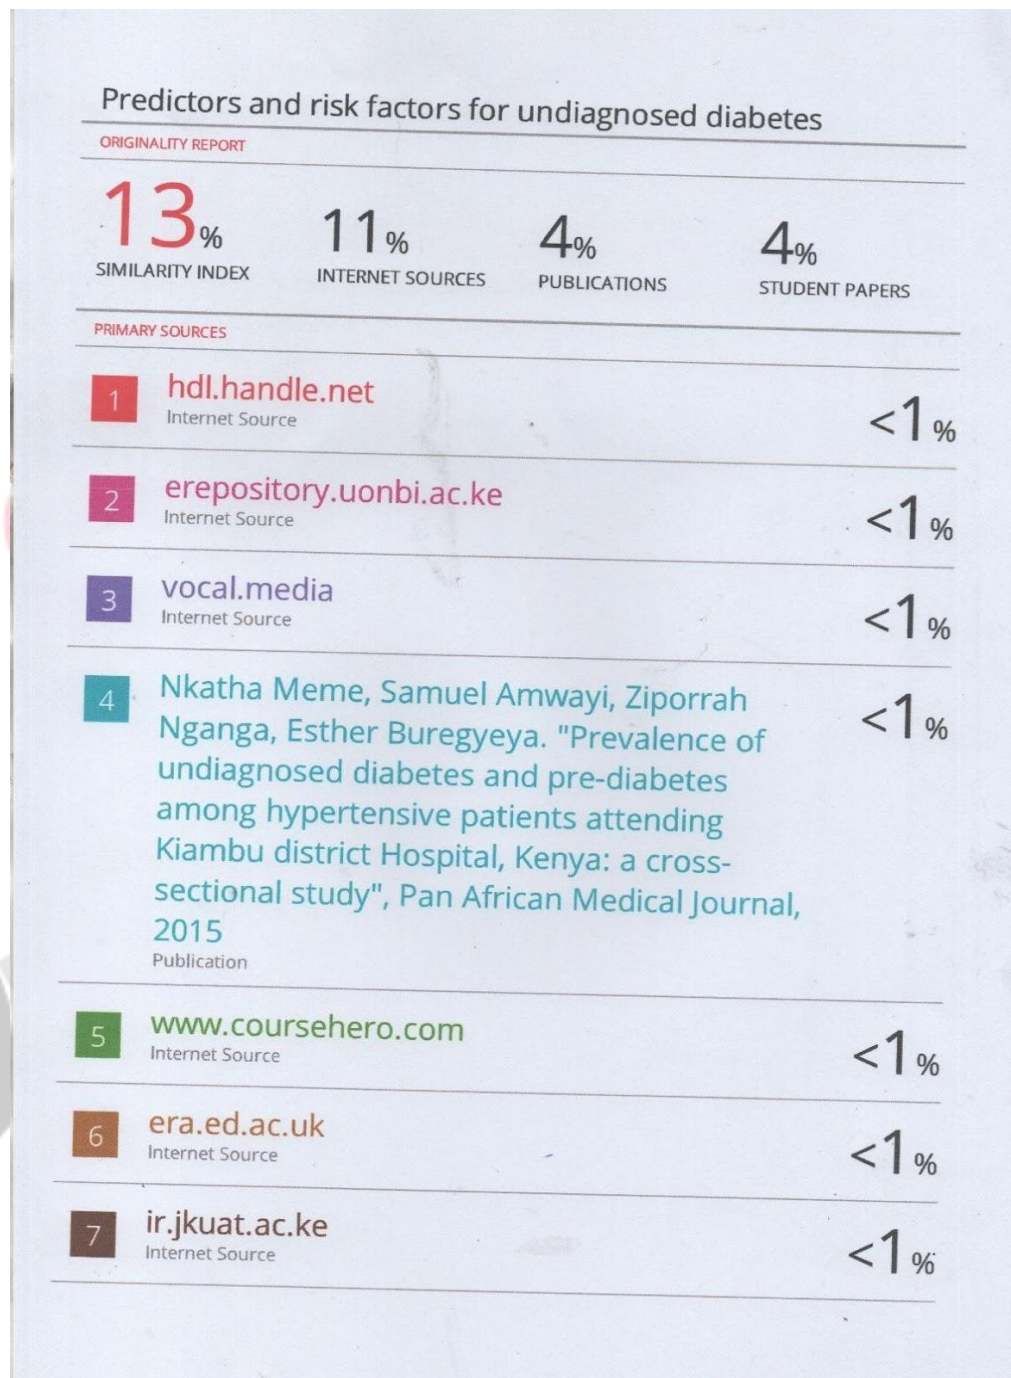 Predictors and risk factors for undiagnosed diabetes
ORIGINALITY REPORT
13% 11% 4% 4%
SIMILARITY INDEX INTERNET SOURCES PUBLICATIONS STUDENT PAPERS
PRIMARY SOURCES
1 hdl.handle.net <1%
Internet Source
2 erepository.uonbi.ac.ke <1%
Internet Source
3 vocal.media <1%
Internet Source
4 Nkatha Meme, Samuel Amwayi, Ziporrah <1%
Nganga, Esther Buregyeya. "Prevalence of
undiagnosed diabetes and pre-diabetes
among hypertensive patients attending
Kiambu district Hospital, Kenya: a cross-
sectional study", Pan African Medical Journal,
2015
Publication
5 www.coursehero.com <1%
Internet Source
6 era.ed.ac.uk <1%
Internet Source
7 ir.jkuat.ac.ke <1%
Internet Source